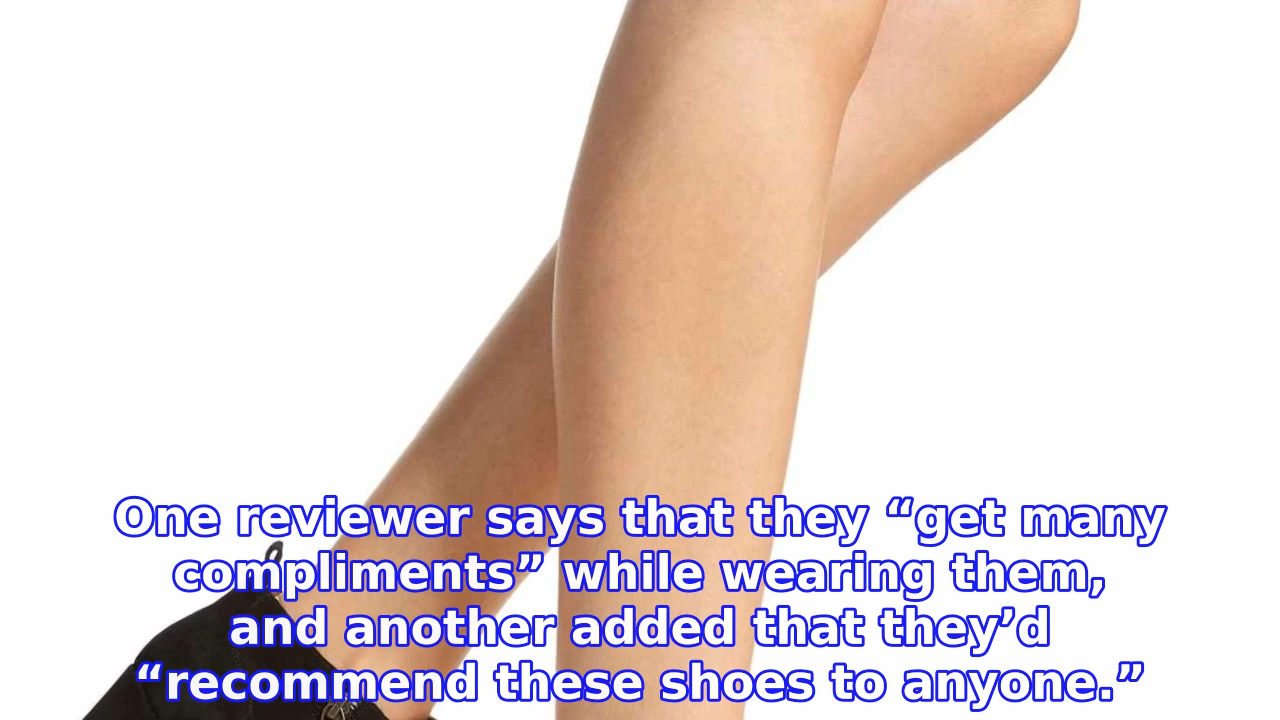 One reviewer says that they “get many
compliments” while wearing them,
and another added that they’d
“recommend these shoes to anyone.”